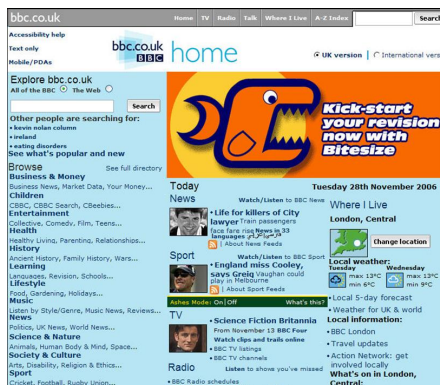 bbc.co.uk
Home TV Radio Talk Where I Live A-Z Index Search
Accessibility help
Text only
Mobile/PDAs
bbc.co.uk
BBC
home
UK version | International vers
Explore bbc.co.uk
All of the BBC The Web
Search
Other people are searching for:
• kevin nolan column
• ireland
• eating disorders
See what's popular and new
Browse See full directory
Business & Money
Business News, Market Data, Your Money...
Children
CBBC, CBBC Search, CBeebies...
Entertainment
Collective, Comedy, Film, Teens...
Health
Healthy Living, Parenting, Relationships...
History
Ancient History, Family History, Wars...
Learning
Languages, Revision, Schools...
Lifestyle
Food, Gardening, Holidays...
Music
Listen by Style/Genre, Music News, Reviews...
News
Politics, UK News, World News...
Science & Nature
Animals, Human Body & Mind, Space...
Society & Culture
Arts, Disability, Religion & Ethics...
Sport
Cricket, Football, Rugby Union...
Kick-start
your revision
now with
Bitesize
Today Tuesday 28th November 2006
News Watch/Listen to BBC News
• Life for killers of City
lawyer Train passengers
face fare rise News in 33
languages
| About News Feeds
Sport Watch/Listen to BBC Sport
• England miss Cooley,
says Greig Vaughan could
play in Melbourne
| About Sport Feeds
Ashes Mode: On | Off What's this?
TV
• Science Fiction Britannia
From November 13 BBC Four
Watch clips and trails online
• BBC TV listings
• BBC TV channels
Radio Listen to shows you've missed
• BBC Radio schedules
Where I Live
London, Central
Change location
Local weather:
Tuesday Wednesday
max 13°C max 13°C
min 6°C min 9°C
• Local 5-day forecast
• Weather for UK & world
Local information:
• BBC London
• Travel updates
• Action Network: get
involved locally
What's on in London,
Central: